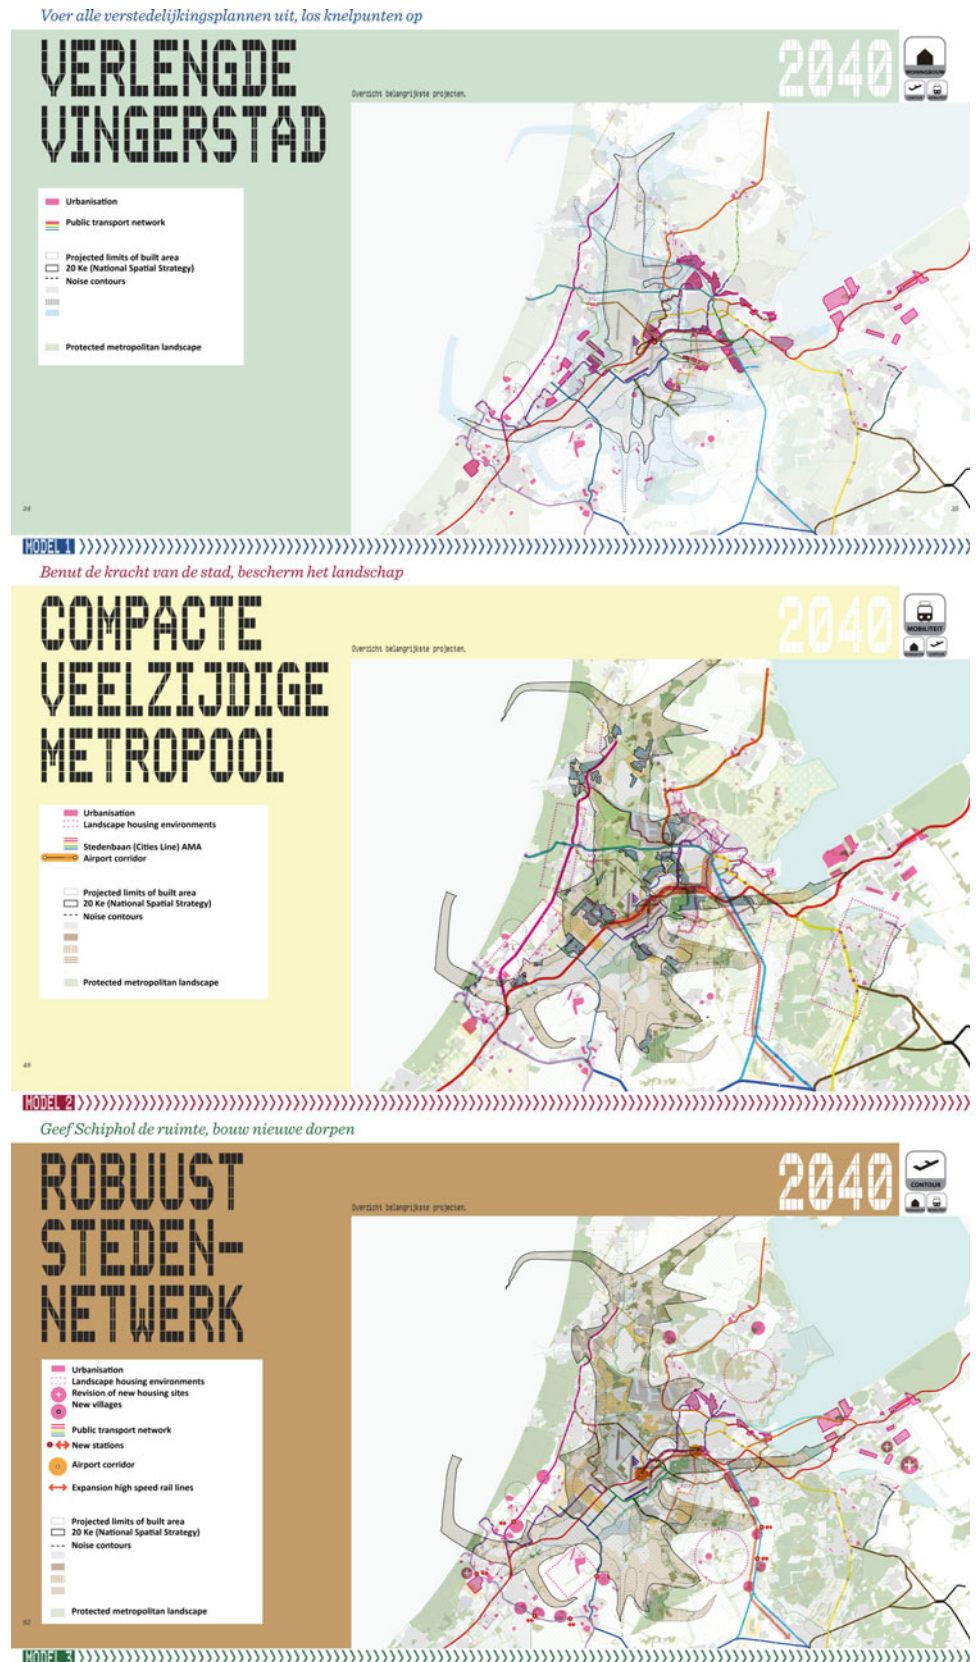 Voer alle verstedelijkingsplannen uit, los knelpunten op
VERLENGDE
VINGERSTAD
2040
WONINGBOUW
Overzicht belangrijkste projecten.
Urbanisation
Public transport network
Projected limits of built area
20 Ke (National Spatial Strategy)
Noise contours
Protected metropolitan landscape
34
35
MODEL 1
Benut de kracht van de stad, bescherm het landschap
COMPACTE
VEELZIJDIGE
METROPOOL
2040
MOBILITEIT
Overzicht belangrijkste projecten.
Urbanisation
Landscape housing environments
Stedenbaan (Cities Line) AMA
Airport corridor
Projected limits of built area
20 Ke (National Spatial Strategy)
Noise contours
Protected metropolitan landscape
48
MODEL 2
Geef Schiphol de ruimte, bouw nieuwe dorpen
ROBUUST
STEDEN-
NETWERK
2040
CONTOUR
Overzicht belangrijkste projecten.
Urbanisation
Landscape housing environments
Revision of new housing sites
New villages
Public transport network
New stations
Airport corridor
Expansion high speed rail lines
Projected limits of built area
20 Ke (National Spatial Strategy)
Noise contours
Protected metropolitan landscape
62
MODEL 3